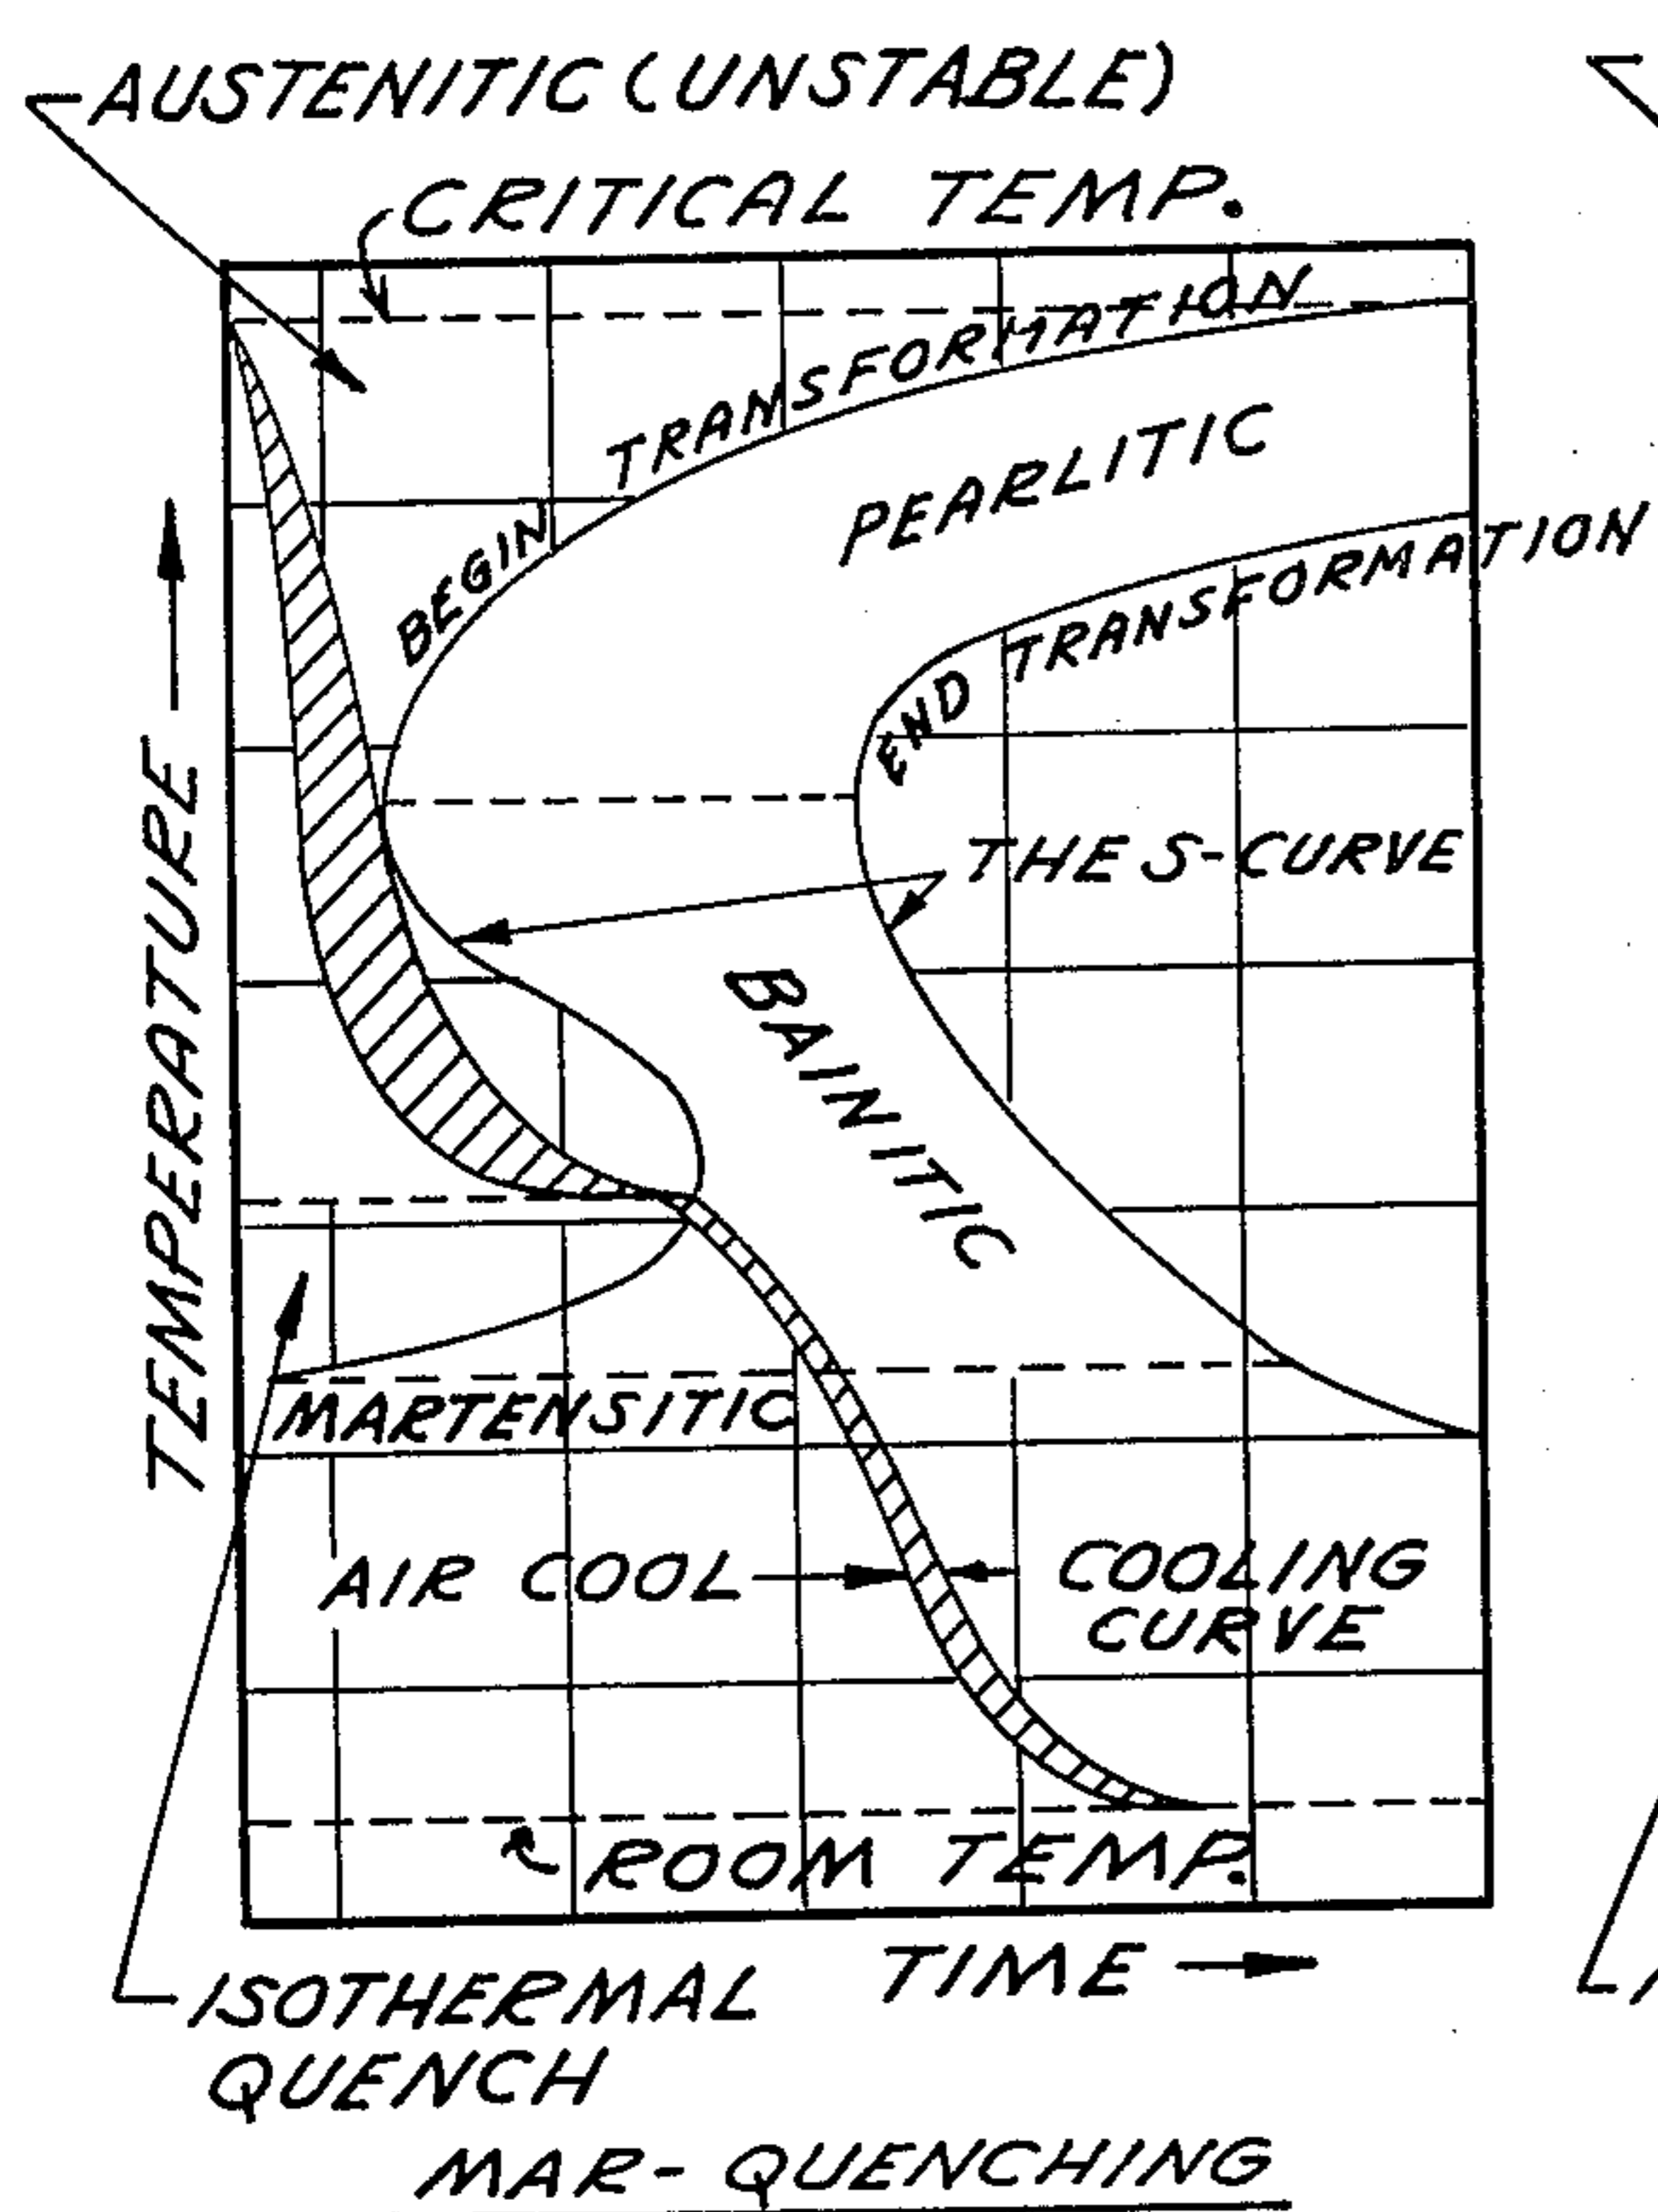 AUSTENITIC (UNSTABLE)
CRITICAL TEMP.
BEGIN TRANSFORMATION
PEARLITIC
END TRANSFORMATION
THE S-CURVE
BAINITIC
TEMPERATURE
MARTENSITIC
AIR COOL
COOLING
CURVE
ROOM TEMP.
TIME
ISOTHERMAL
QUENCH
MAR-QUENCHING